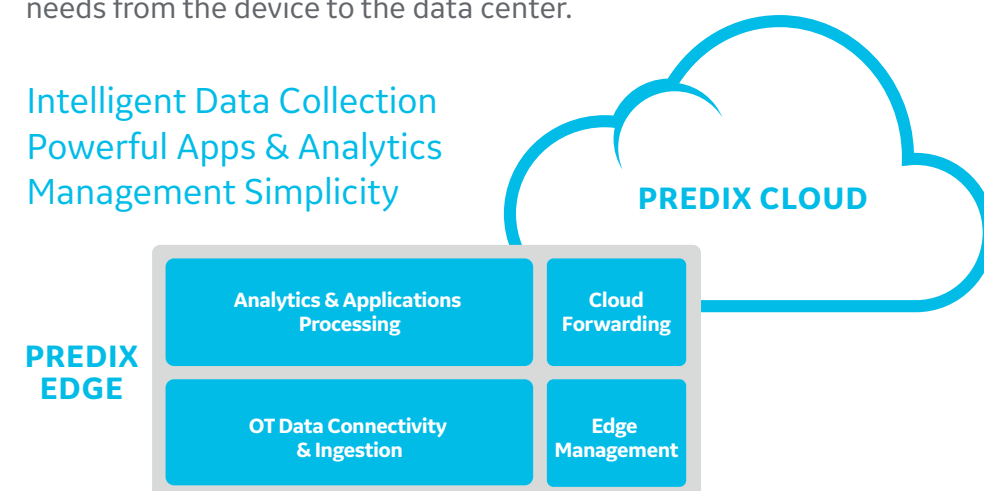 needs from the device to the data center.
Intelligent Data Collection
Powerful Apps & Analytics
Management Simplicity
PREDIX CLOUD
Analytics & Applications
Processing
Cloud
Forwarding
PREDIX
EDGE
OT Data Connectivity
& Ingestion
Edge
Management